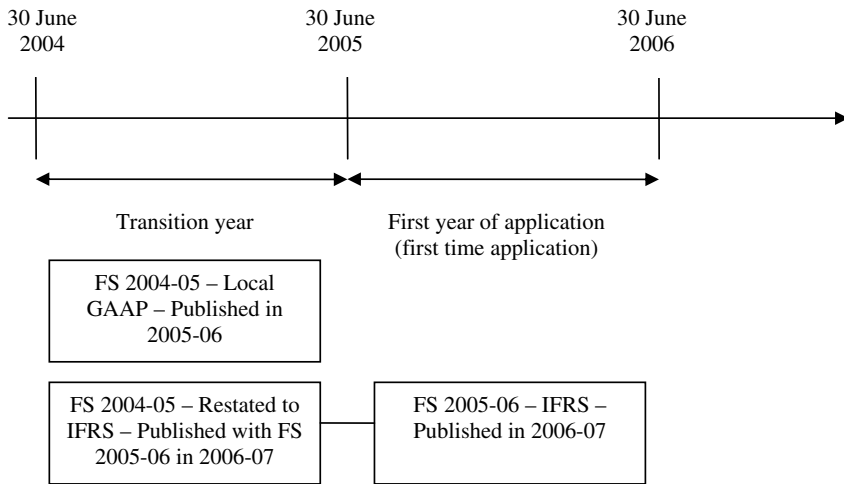 30 June
2004
30 June
2005
30 June
2006
Transition year
First year of application
(first time application)
FS 2004-05 – Local
GAAP – Published in
2005-06
FS 2004-05 – Restated to
IFRS – Published with FS
2005-06 in 2006-07
FS 2005-06 – IFRS –
Published in 2006-07